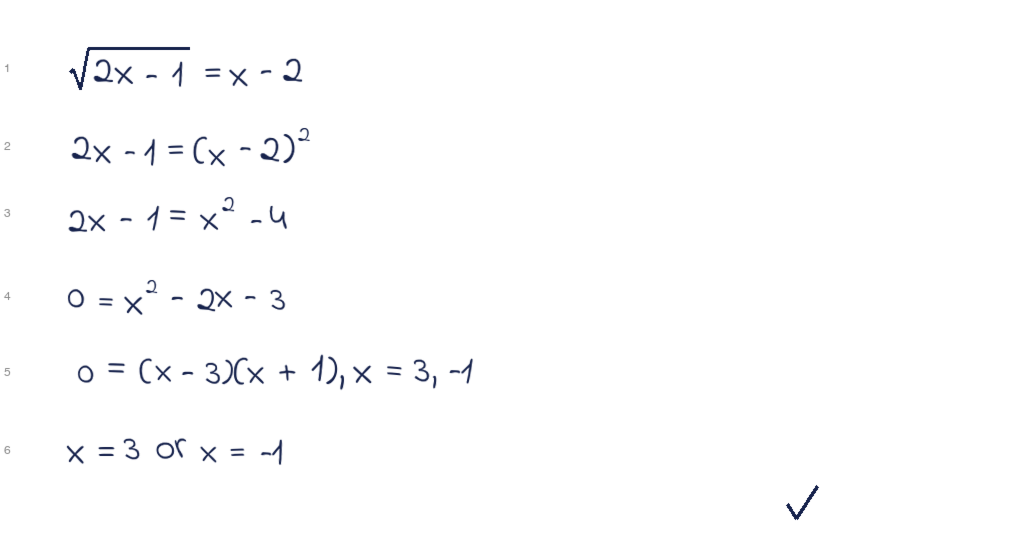 1 √(2x - 1) = x - 2
2 2x - 1 = (x - 2)²
3 2x - 1 = x² - 4
4 0 = x² - 2x - 3
5 0 = (x - 3)(x + 1), x = 3, -1
6 x = 3 or x = -1
✓